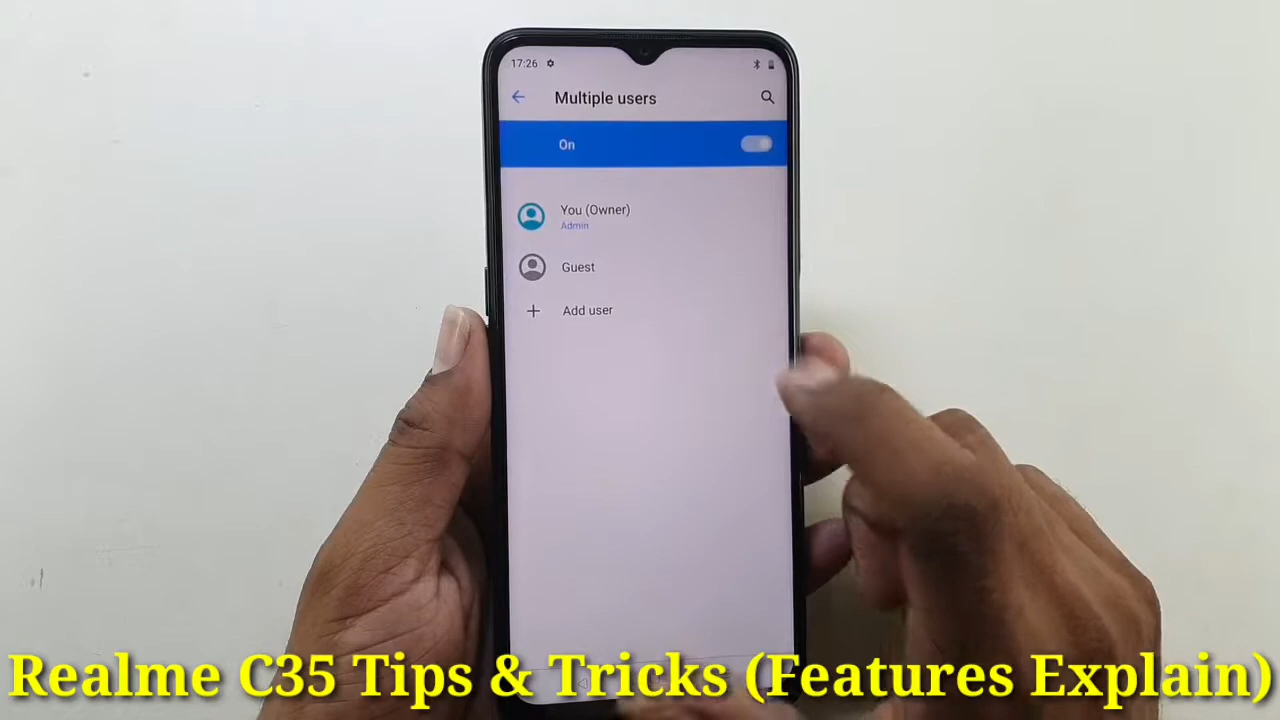 17:26
Multiple users
On
You (Owner)
Admin
Guest
Add user
Realme C35 Tips & Tricks (Features Explain)